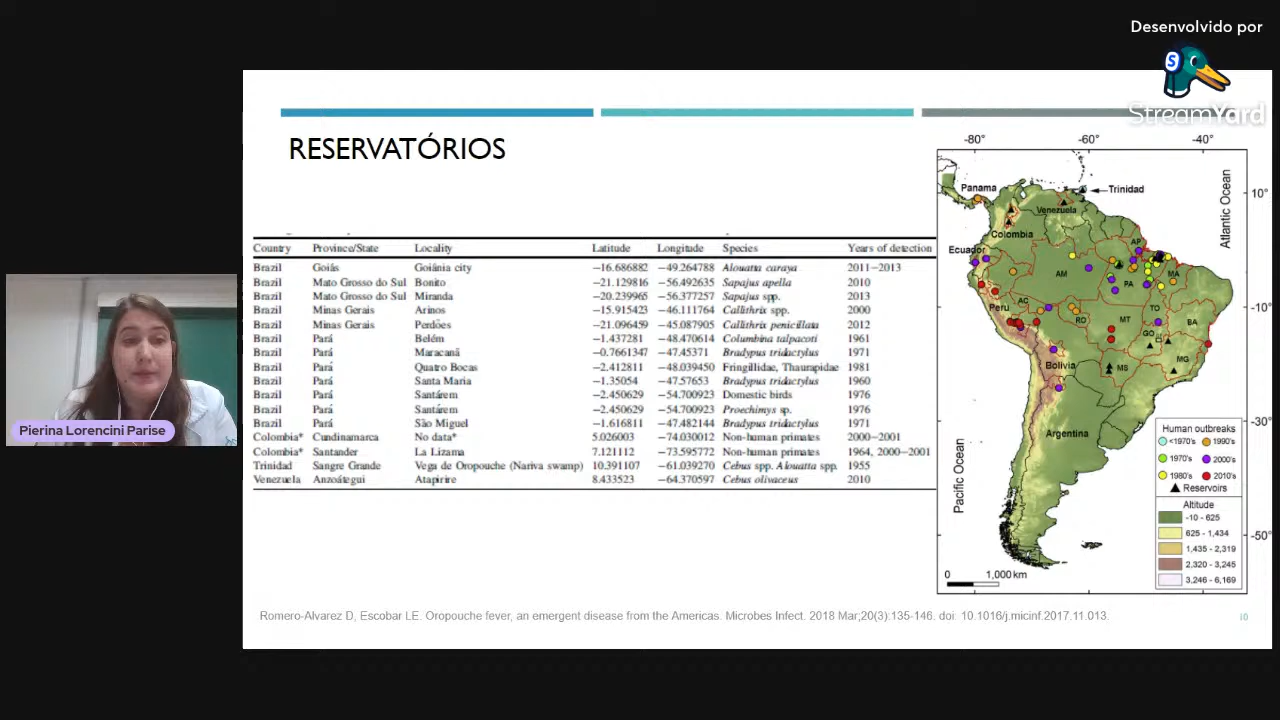 Desenvolvido por
S
StreamYard
RESERVATÓRIOS
Country Province/State Locality Latitude Longitude Species Years of detection
Brazil Goiás Goiânia city −16.686882 −49.264788 Alouatta caraya 2011−2013
Brazil Mato Grosso do Sul Bonito −21.129816 −56.492635 Sapajus apella 2010
Brazil Mato Grosso do Sul Miranda −20.239965 −56.377257 Sapajus spp. 2013
Brazil Minas Gerais Arinos −15.915423 −46.111764 Callithrix spp. 2000
Brazil Minas Gerais Perdões −21.096459 −45.087905 Callithrix penicillata 2012
Brazil Pará Belém −1.437281 −48.470614 Columbina talpacoti 1961
Brazil Pará Maracanã −0.7661347 −47.45371 Bradypus tridactylus 1971
Brazil Pará Quatro Bocas −2.412811 −48.039450 Fringillidae, Thaurapidae 1981
Brazil Pará Santa Maria −1.35054 −47.57653 Bradypus tridactylus 1960
Brazil Pará Santárem −2.450629 −54.700923 Domestic birds 1976
Brazil Pará Santárem −2.450629 −54.700923 Proechimys sp. 1976
Brazil Pará São Miguel −1.616811 −47.482144 Bradypus tridactylus 1971
Colombia* Cundinamarca No data* 5.026003 −74.030012 Non-human primates 2000−2001
Colombia* Santander La Lizama 7.121112 −73.595772 Non-human primates 1964, 2000−2001
Trinidad Sangre Grande Vega de Oropouche (Nariva swamp) 10.391107 −61.039270 Cebus spp. Alouatta spp. 1955
Venezuela Anzoátegui Atapirire 8.433523 −64.370597 Cebus olivaceus 2010
-80° -60° -40°
10°
-10°
-30°
-50°
Atlantic Ocean
Pacific Ocean
Panama
Trinidad
Venezuela
Colombia
Ecuador
AP
AM
PA
MA
Peru
AC
RO
TO
MT
BA
GO
Bolivia
MS
MG
Argentina
Human outbreaks
<1970's 1990's
1970's 2000's
1980's 2010's
Reservoirs
Altitude
-10 - 625
625 - 1,434
1,435 - 2,319
2,320 - 3,245
3,246 - 6,169
0 1,000 km
Romero-Alvarez D, Escobar LE. Oropouche fever, an emergent disease from the Americas. Microbes Infect. 2018 Mar;20(3):135-146. doi: 10.1016/j.micinf.2017.11.013.
10
Pierina Lorencini Parise